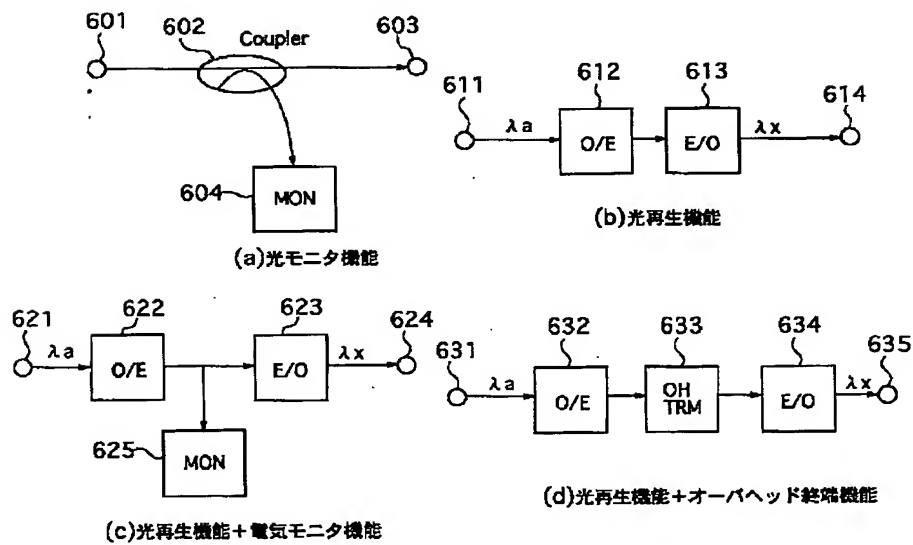 601
602
Coupler
603
604
MON
(a)光モニタ機能
611
λa
612
O/E
613
E/O
λx
614
(b)光再生機能
621
λa
622
O/E
623
E/O
λx
624
625
MON
(c)光再生機能+電気モニタ機能
631
λa
632
O/E
633
OH
TRM
634
E/O
λx
635
(d)光再生機能+オーバヘッド終端機能